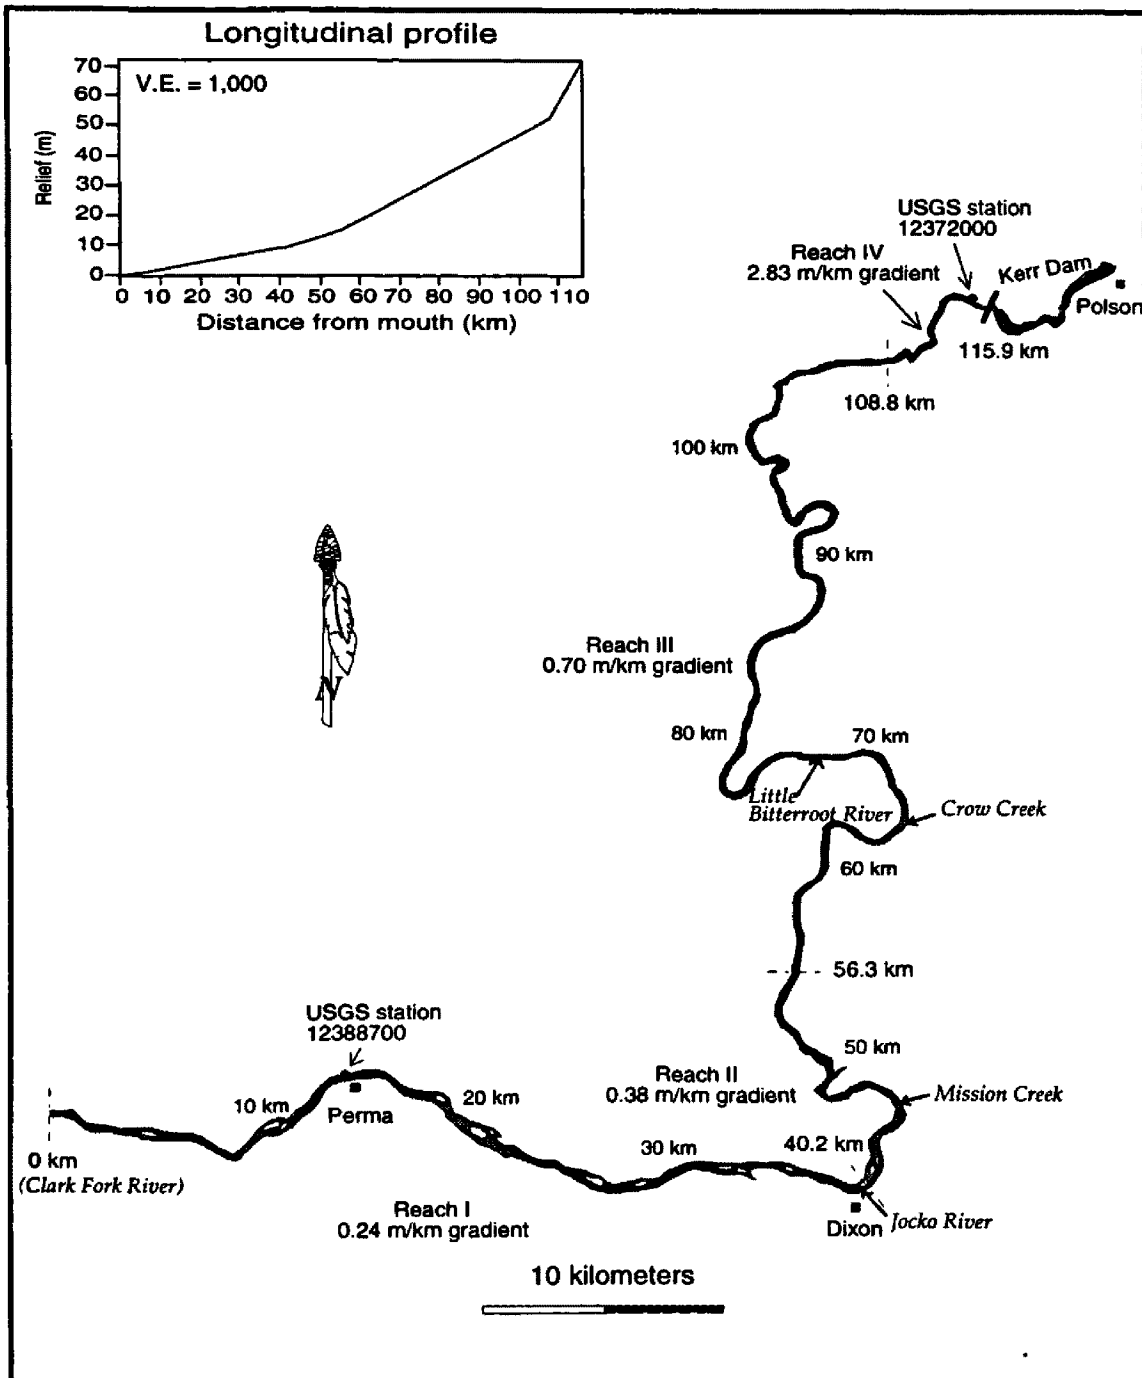 Longitudinal profile
V.E. = 1,000
Relief (m)
70
60
50
40
30
20
10
0
0 10 20 30 40 50 60 70 80 90 100 110
Distance from mouth (km)
USGS station
12372000
Reach IV
2.83 m/km gradient
Kerr Dam
Polson
115.9 km
108.8 km
100 km
90 km
Reach III
0.70 m/km gradient
80 km
70 km
Little
Bitterroot River
Crow Creek
60 km
56.3 km
N
USGS station
12388700
50 km
Reach II
0.38 m/km gradient
Mission Creek
10 km
Perma
20 km
30 km
40.2 km
0 km
(Clark Fork River)
Reach I
0.24 m/km gradient
Dixon
Jocko River
10 kilometers